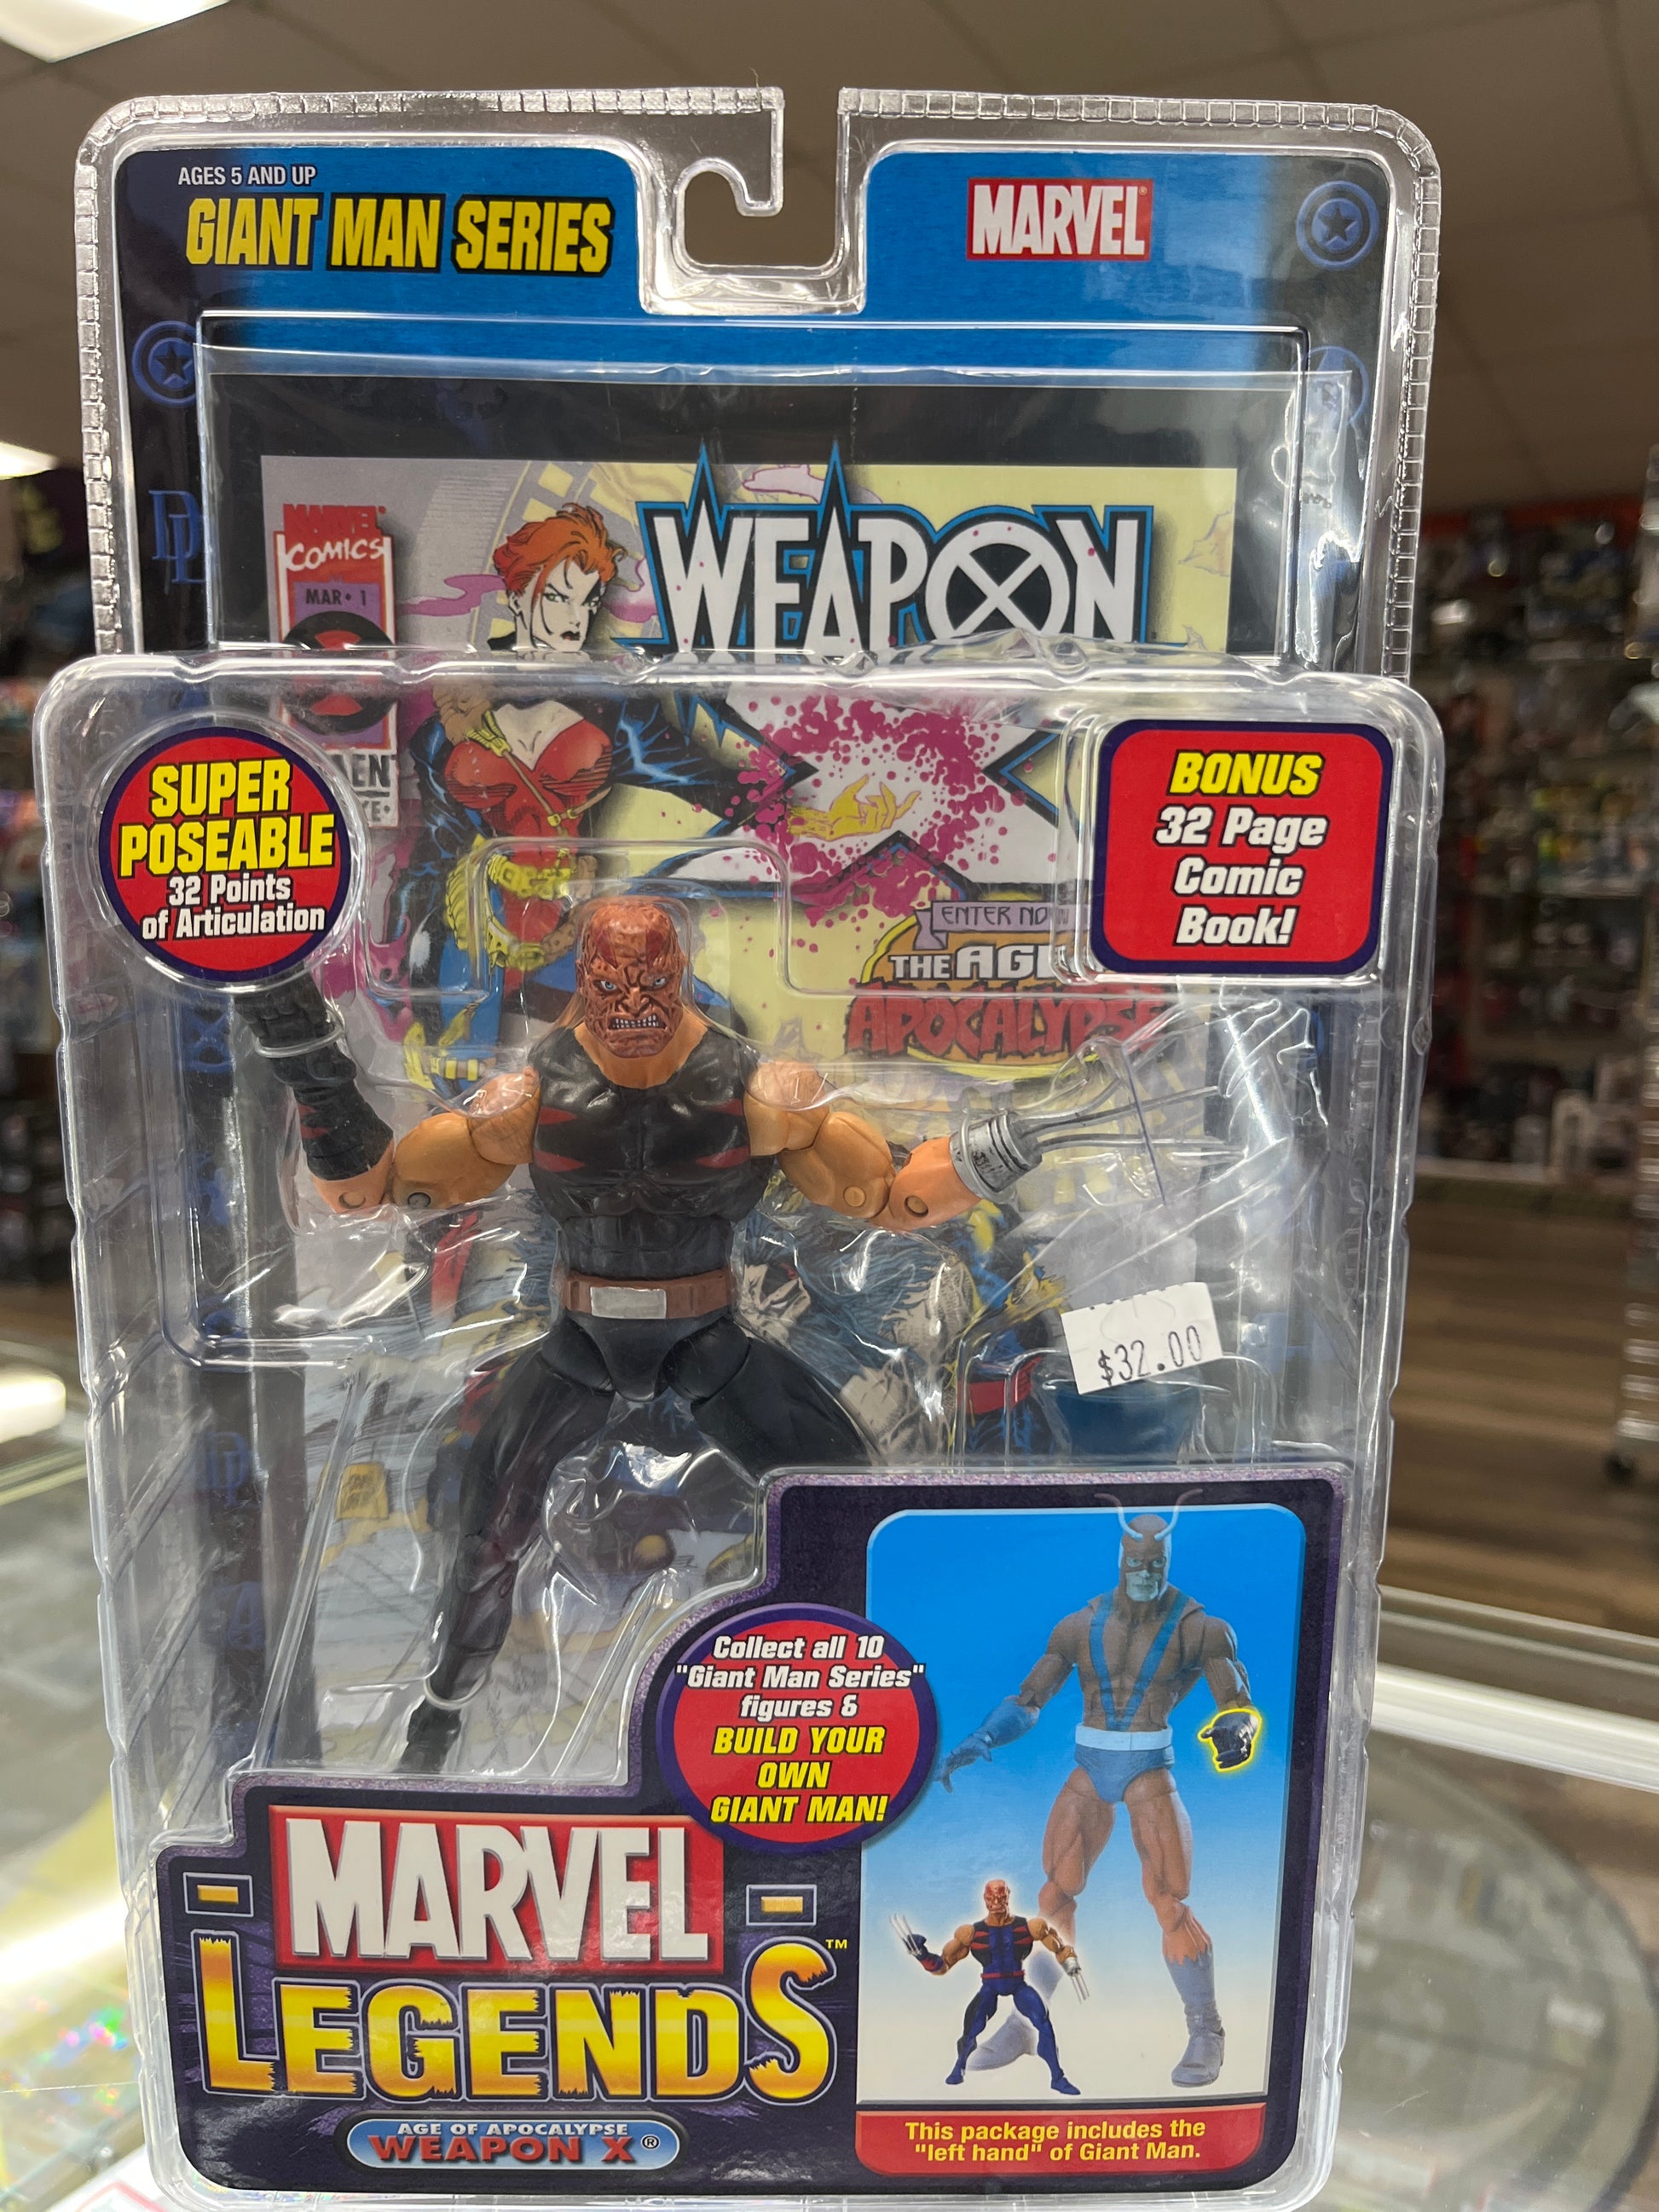 AGES 5 AND UP
GIANT MAN SERIES
MARVEL
MARVEL
COMICS
MAR • 1
WEAPON
X
SUPER
POSEABLE
32 Points
of Articulation
BONUS
32 Page
Comic
Book!
ENTER NO
THE AGE
APOCALYPSE
$32.00
Collect all 10
"Giant Man Series"
figures &
BUILD YOUR
OWN
GIANT MAN!
MARVEL
LEGENDS™
AGE OF APOCALYPSE
WEAPON X®
This package includes the
"left hand" of Giant Man.